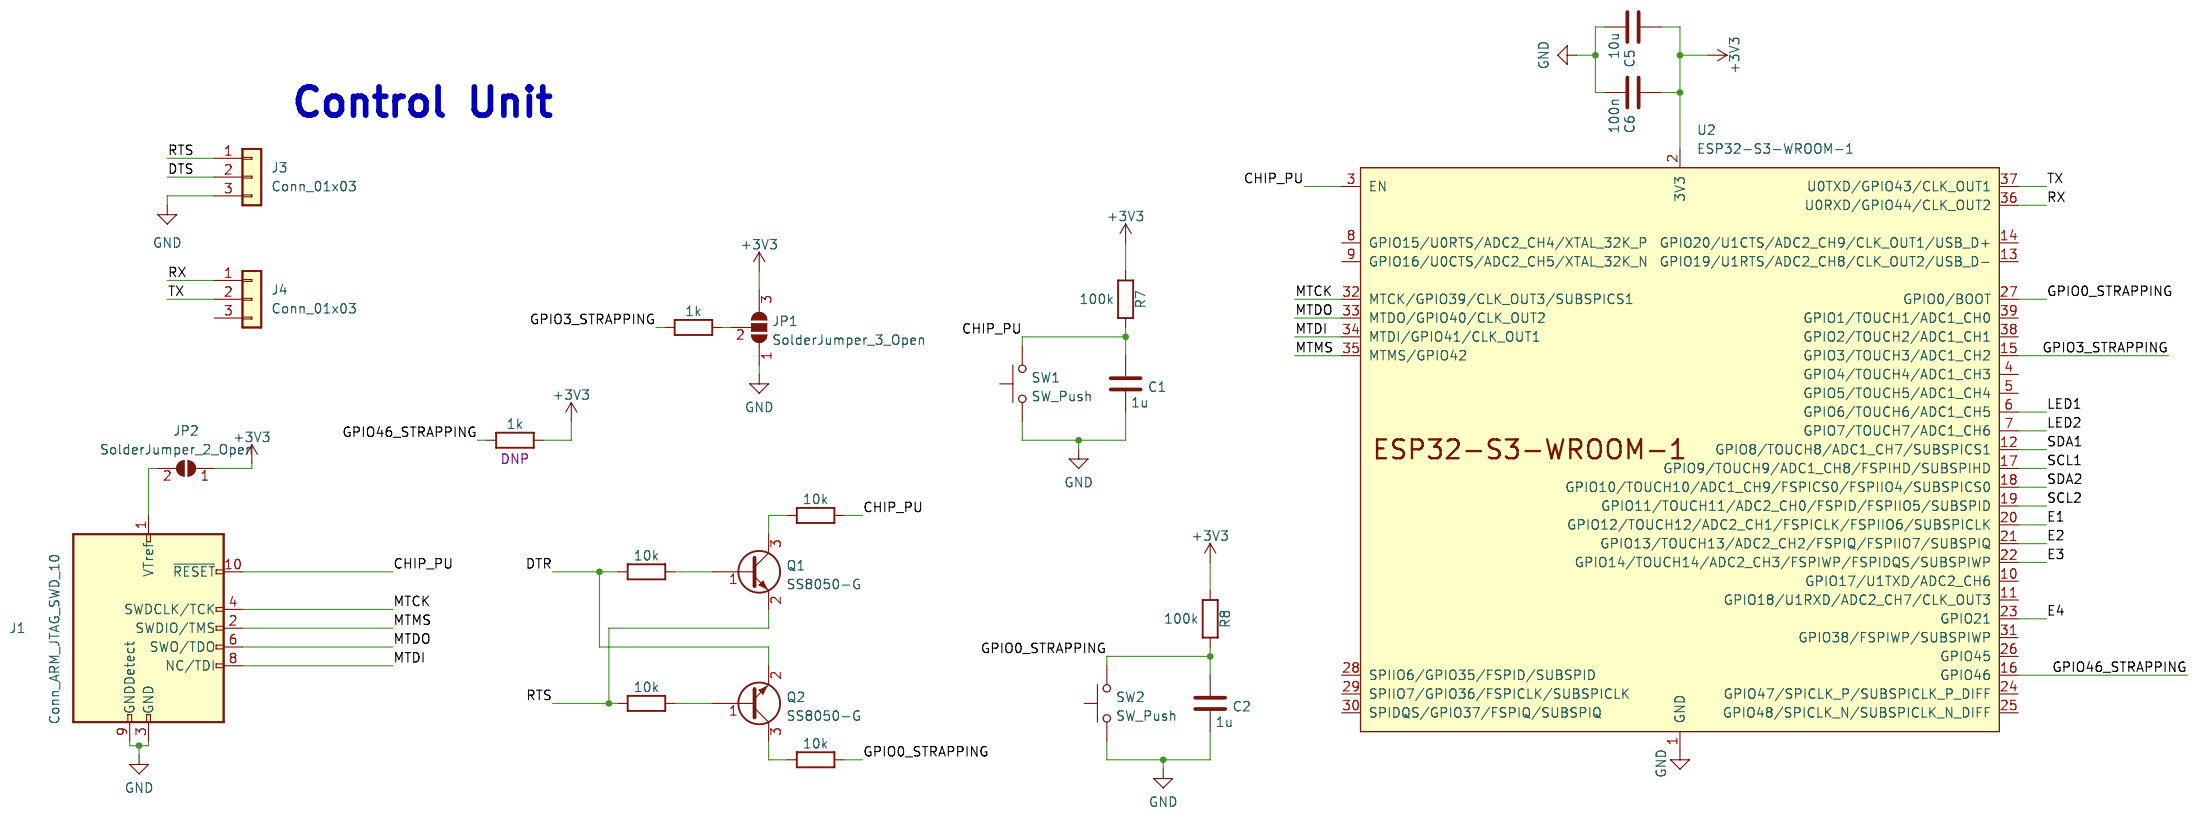 Control Unit
RTS
DTS
GND
1
2
3
J3
Conn_01x03
RX
TX
1
2
3
J4
Conn_01x03
GPIO3_STRAPPING
1k
+3V3
3
2
1
JP1
SolderJumper_3_Open
GND
GPIO46_STRAPPING
1k
DNP
+3V3
JP2
SolderJumper_2_Open
+3V3
2
1
J1
Conn_ARM_JTAG_SWD_10
1
VTref
RESET
10
CHIP_PU
SWDCLK/TCK
4
MTCK
SWDIO/TMS
2
MTMS
SWO/TDO
6
MTDO
NC/TDI
8
MTDI
GNDDetect
GND
9
3
GND
DTR
10k
1
3
2
Q1
SS8050-G
10k
CHIP_PU
RTS
10k
1
2
3
Q2
SS8050-G
10k
GPIO0_STRAPPING
+3V3
100k
R7
CHIP_PU
SW1
SW_Push
C1
1u
GND
+3V3
100k
R8
GPIO0_STRAPPING
SW2
SW_Push
C2
1u
GND
GND
10u
C5
100n
C6
+3V3
U2
ESP32-S3-WROOM-1
2
3V3
ESP32-S3-WROOM-1
CHIP_PU
3
EN
8
GPIO15/U0RTS/ADC2_CH4/XTAL_32K_P
9
GPIO16/U0CTS/ADC2_CH5/XTAL_32K_N
MTCK
32
MTCK/GPIO39/CLK_OUT3/SUBSPICS1
MTDO
33
MTDO/GPIO40/CLK_OUT2
MTDI
34
MTDI/GPIO41/CLK_OUT1
MTMS
35
MTMS/GPIO42
28
SPIIO6/GPIO35/FSPID/SUBSPID
29
SPIIO7/GPIO36/FSPICLK/SUBSPICLK
30
SPIDQS/GPIO37/FSPIQ/SUBSPIQ
U0TXD/GPIO43/CLK_OUT1
37
TX
U0RXD/GPIO44/CLK_OUT2
36
RX
GPIO20/U1CTS/ADC2_CH9/CLK_OUT1/USB_D+
14
GPIO19/U1RTS/ADC2_CH8/CLK_OUT2/USB_D-
13
GPIO0/BOOT
27
GPIO0_STRAPPING
GPIO1/TOUCH1/ADC1_CH0
39
GPIO2/TOUCH2/ADC1_CH1
38
GPIO3/TOUCH3/ADC1_CH2
15
GPIO3_STRAPPING
GPIO4/TOUCH4/ADC1_CH3
4
GPIO5/TOUCH5/ADC1_CH4
5
GPIO6/TOUCH6/ADC1_CH5
6
LED1
GPIO7/TOUCH7/ADC1_CH6
7
LED2
GPIO8/TOUCH8/ADC1_CH7/SUBSPICS1
12
SDA1
GPIO9/TOUCH9/ADC1_CH8/FSPIHD/SUBSPIHD
17
SCL1
GPIO10/TOUCH10/ADC1_CH9/FSPICS0/FSPIIO4/SUBSPICS0
18
SDA2
GPIO11/TOUCH11/ADC2_CH0/FSPID/FSPIIO5/SUBSPID
19
SCL2
GPIO12/TOUCH12/ADC2_CH1/FSPICLK/FSPIIO6/SUBSPICLK
20
E1
GPIO13/TOUCH13/ADC2_CH2/FSPIQ/FSPIIO7/SUBSPIQ
21
E2
GPIO14/TOUCH14/ADC2_CH3/FSPIWP/FSPIDQS/SUBSPIWP
22
E3
GPIO17/U1TXD/ADC2_CH6
10
GPIO18/U1RXD/ADC2_CH7/CLK_OUT3
11
GPIO21
23
E4
GPIO38/FSPIWP/SUBSPIWP
31
GPIO45
26
GPIO46
16
GPIO46_STRAPPING
GPIO47/SPICLK_P/SUBSPICLK_P_DIFF
24
GPIO48/SPICLK_N/SUBSPICLK_N_DIFF
25
GND
1
GND